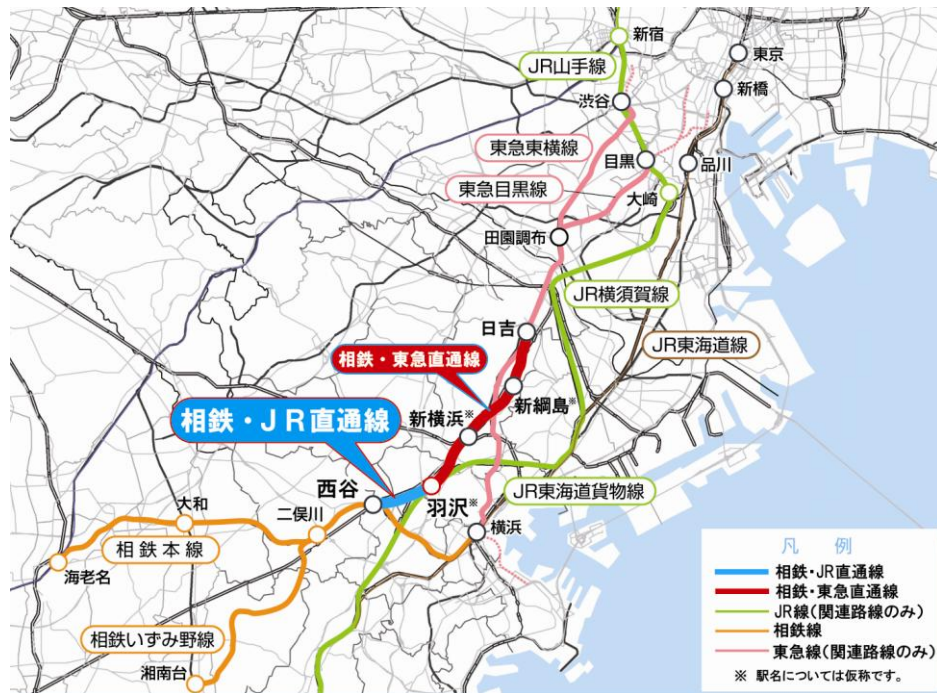 新宿
東京
JR山手線
新橋
渋谷
東急東横線
目黒
品川
東急目黒線
大崎
田園調布
JR横須賀線
日吉
JR東海道線
相鉄・東急直通線
新綱島※
相鉄・JR直通線
新横浜※
西谷
羽沢※
JR東海道貨物線
大和
二俣川
横浜
相鉄本線
海老名
相鉄いずみ野線
湘南台
凡 例
相鉄・JR直通線
相鉄・東急直通線
JR線(関連路線のみ)
相鉄線
東急線(関連路線のみ)
※ 駅名については仮称です。